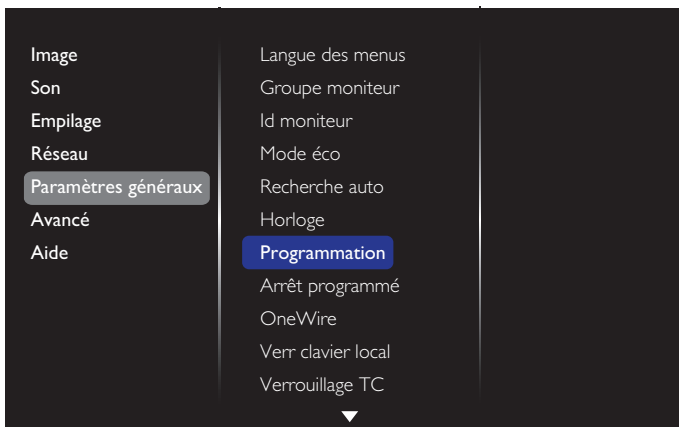 Image
Son
Empilage
Réseau
Paramètres généraux
Avancé
Aide
Langue des menus
Groupe moniteur
Id moniteur
Mode éco
Recherche auto
Horloge
Programmation
Arrêt programmé
OneWire
Verr clavier local
Verrouillage TC